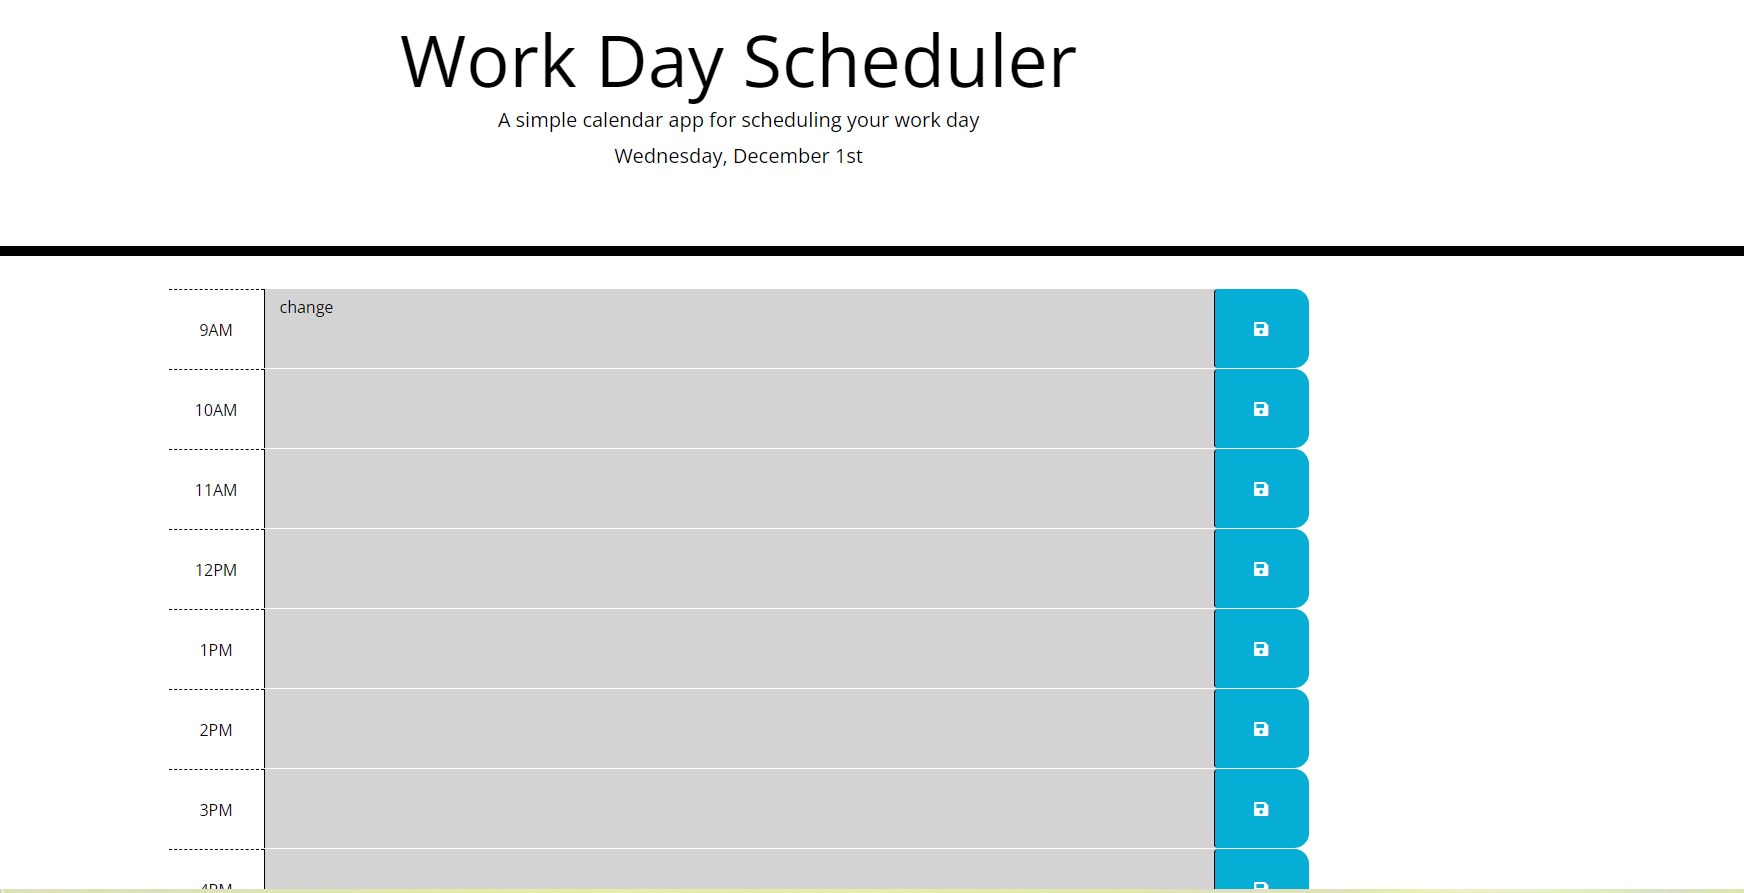 Work Day Scheduler
A simple calendar app for scheduling your work day
Wednesday, December 1st
9AM
change
10AM
11AM
12PM
1PM
2PM
3PM
4PM